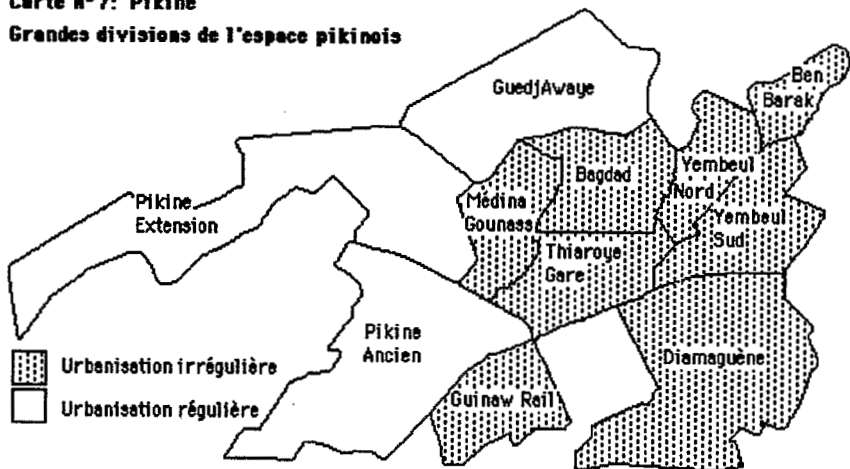 Carte N° 7: Pikine
Grandes divisions de l'espace pikinois
GuedjAwaye
Ben
Barak
Pikine
Extension
Médina
Gounass
Bagdad
Yembeul
Nord
Yembeul
Sud
Thiaroye
Gare
Pikine
Ancien
Diamaguène
Guinaw Rail
Urbanisation irrégulière
Urbanisation régulière